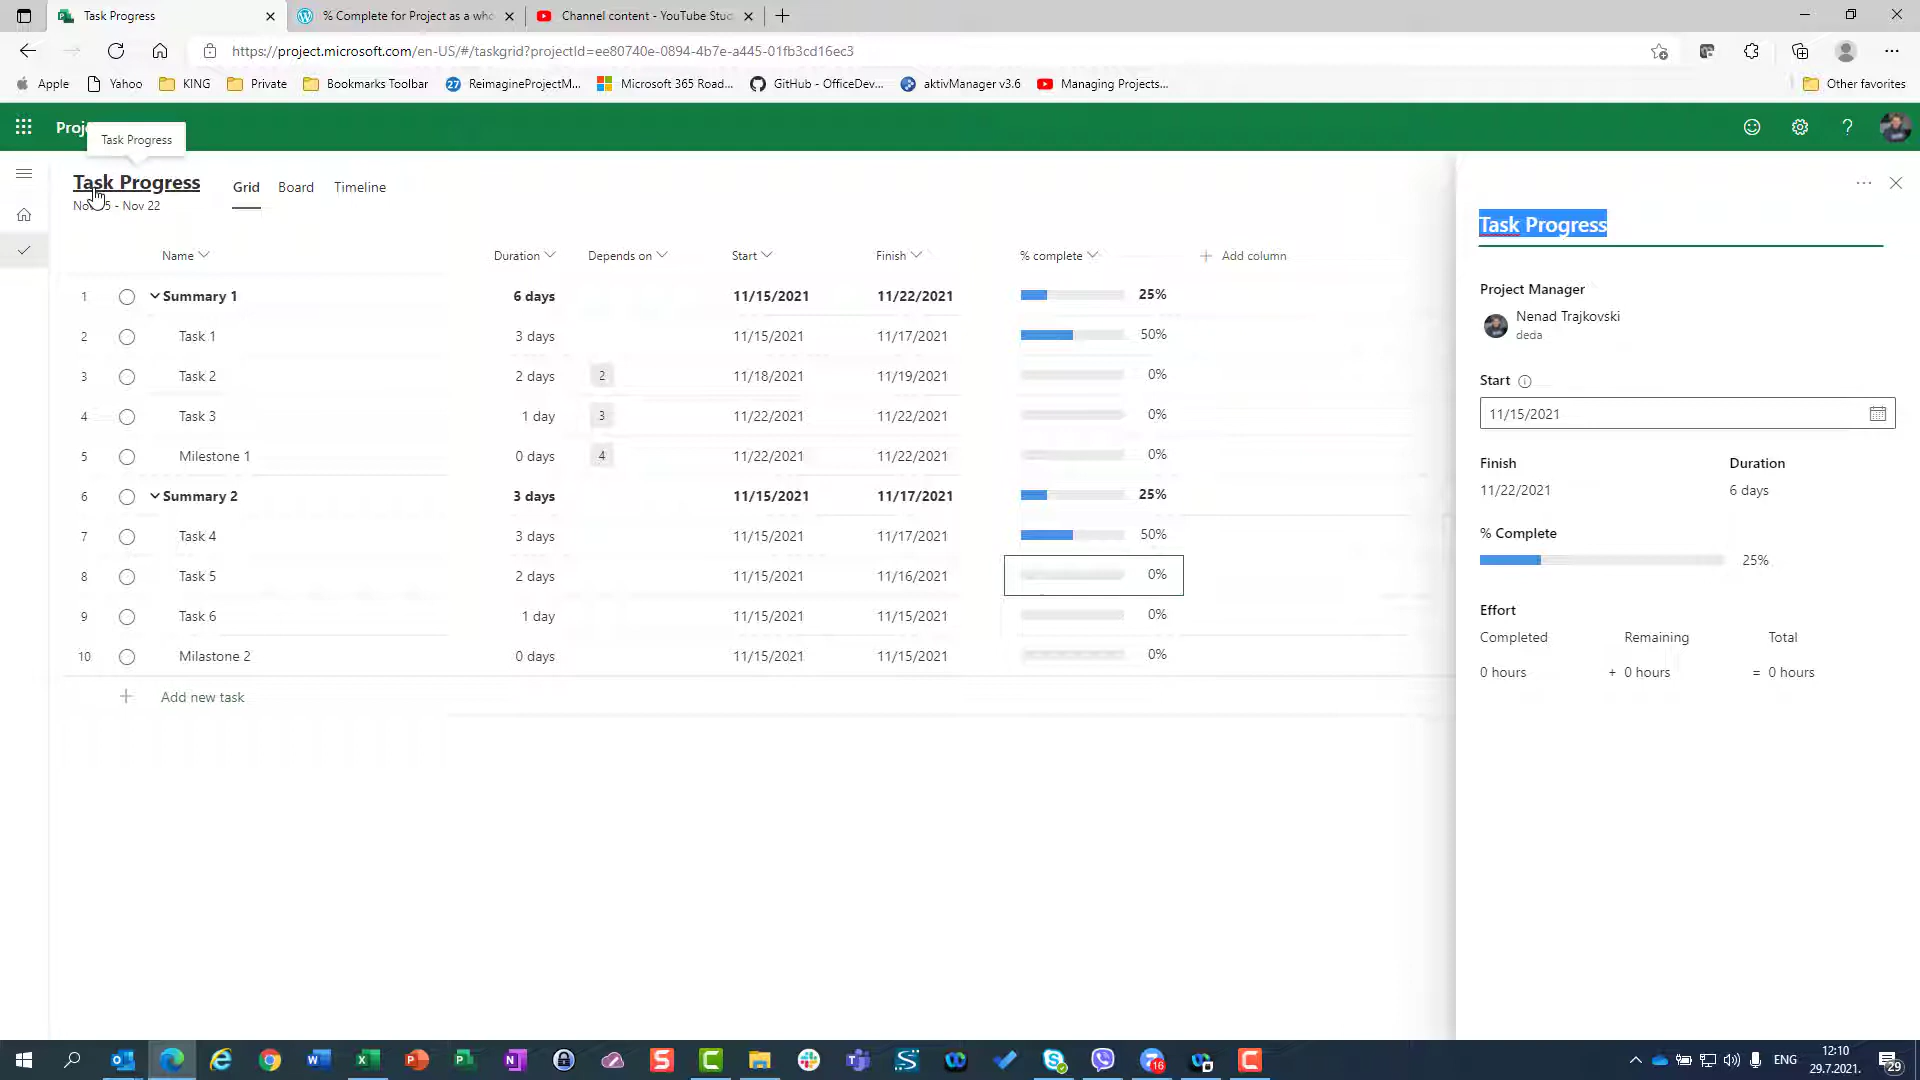 Task Progress
% Complete for Project as a who
Channel content - YouTube Stud
https://project.microsoft.com/en-US/#/taskgrid?projectId=ee80740e-0894-4b7e-a445-01fb3cd16ec3
Apple Yahoo KING Private Bookmarks Toolbar ReimagineProjectM... Microsoft 365 Road... GitHub - OfficeDev... aktivManager v3.6 Managing Projects... Other favorites
Proj
Task Progress
Task Progress Grid Board Timeline
Nov 15 - Nov 22
Name Duration Depends on Start Finish % complete Add column
1 Summary 1 6 days 11/15/2021 11/22/2021 25%
2 Task 1 3 days 11/15/2021 11/17/2021 50%
3 Task 2 2 days 2 11/18/2021 11/19/2021 0%
4 Task 3 1 day 3 11/22/2021 11/22/2021 0%
5 Milestone 1 0 days 4 11/22/2021 11/22/2021 0%
6 Summary 2 3 days 11/15/2021 11/17/2021 25%
7 Task 4 3 days 11/15/2021 11/17/2021 50%
8 Task 5 2 days 11/15/2021 11/16/2021 0%
9 Task 6 1 day 11/15/2021 11/15/2021 0%
10 Milastone 2 0 days 11/15/2021 11/15/2021 0%
Add new task
Task Progress
Project Manager
Nenad Trajkovski
deda
Start
11/15/2021
Finish Duration
11/22/2021 6 days
% Complete
25%
Effort
Completed Remaining Total
0 hours + 0 hours = 0 hours
16
ENG
12:10
29.7.2021.
29